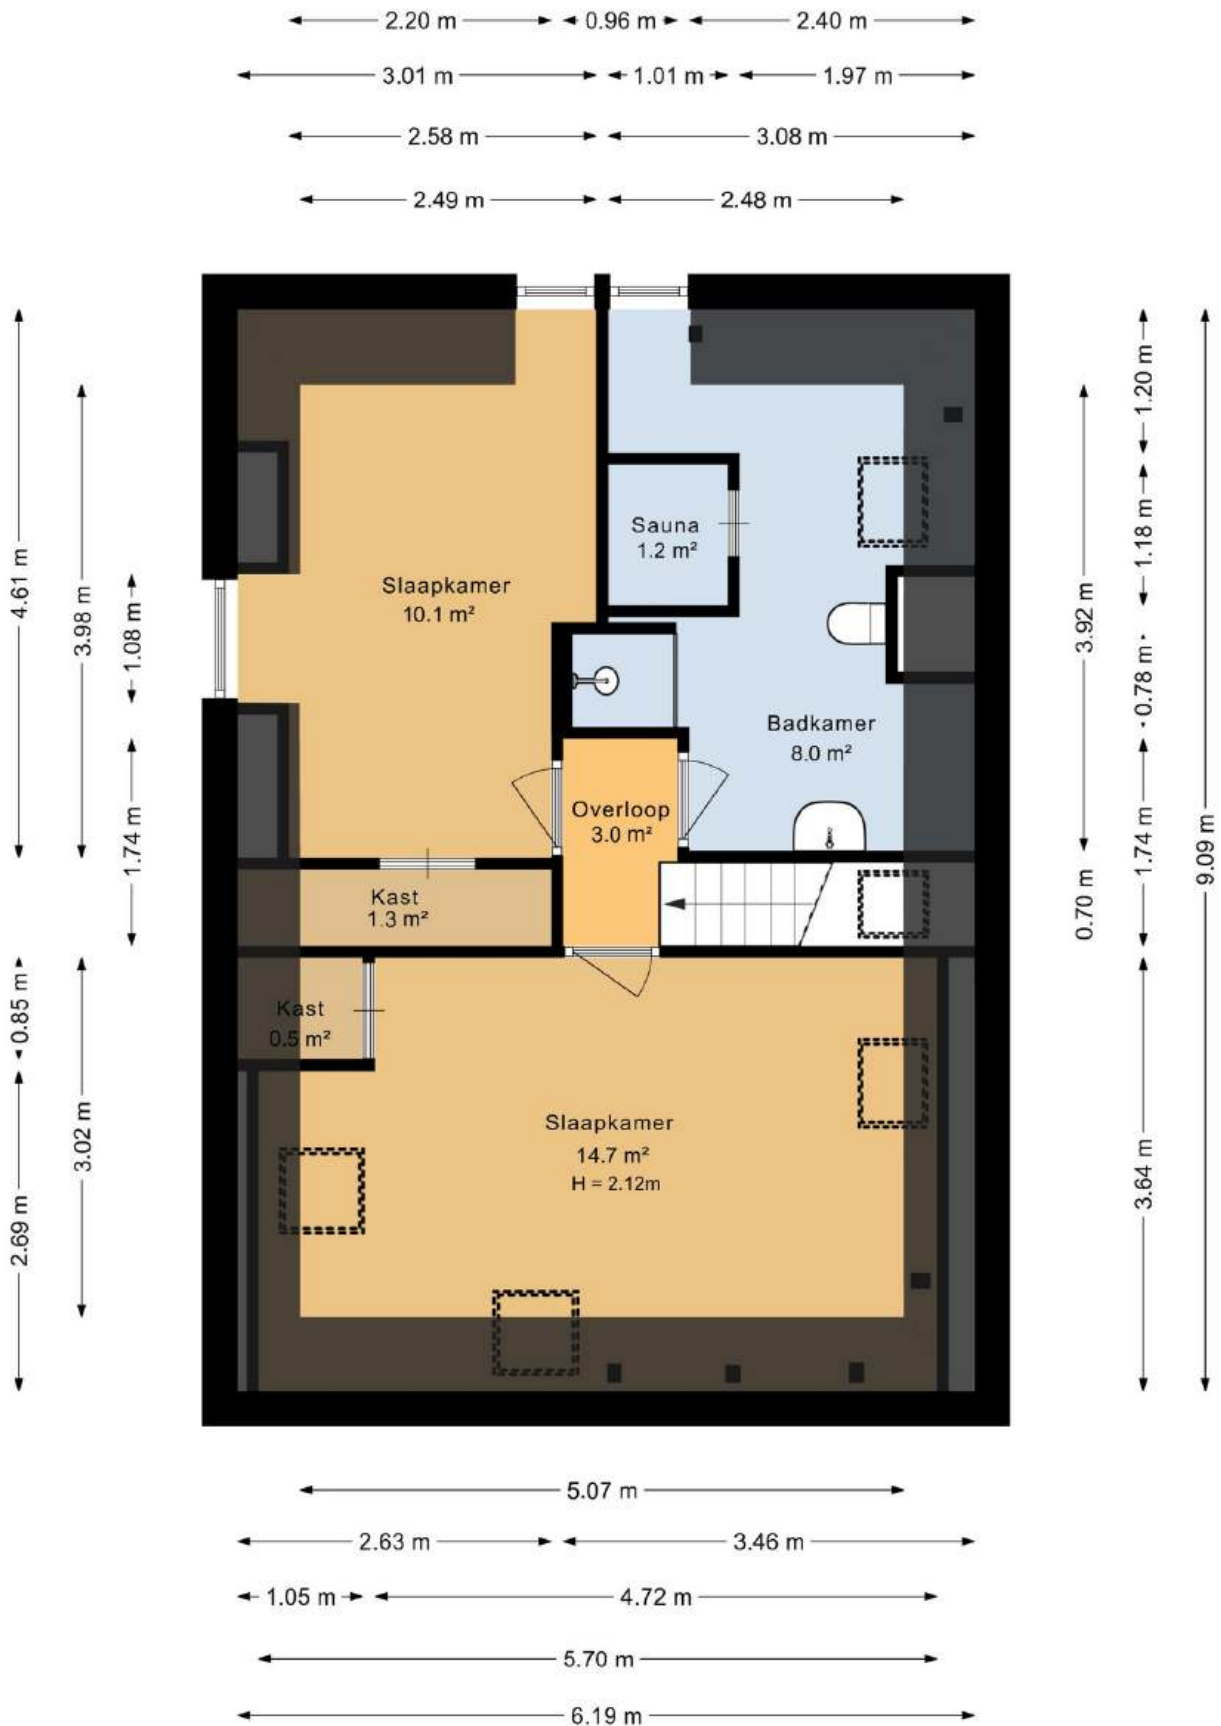 2.20 m 0.96 m 2.40 m
3.01 m 1.01 m 1.97 m
2.58 m 3.08 m
2.49 m 2.48 m
4.61 m
3.98 m
1.08 m
1.74 m
0.85 m
2.69 m
3.02 m
Slaapkamer
10.1 m²
Sauna
1.2 m²
Badkamer
8.0 m²
Overloop
3.0 m²
Kast
1.3 m²
Kast
0.5 m²
Slaapkamer
14.7 m²
H = 2.12m
3.92 m
0.70 m
1.20 m
1.18 m
0.78 m
1.74 m
3.64 m
9.09 m
5.07 m
2.63 m 3.46 m
1.05 m 4.72 m
5.70 m
6.19 m